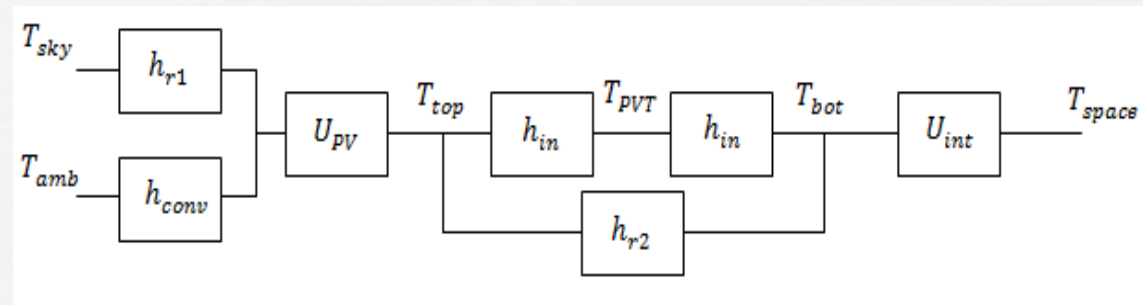 T_sky
h_r1
T_top
T_PVT
T_bot
T_space
U_PV
h_in
h_in
U_int
T_amb
h_conv
h_r2